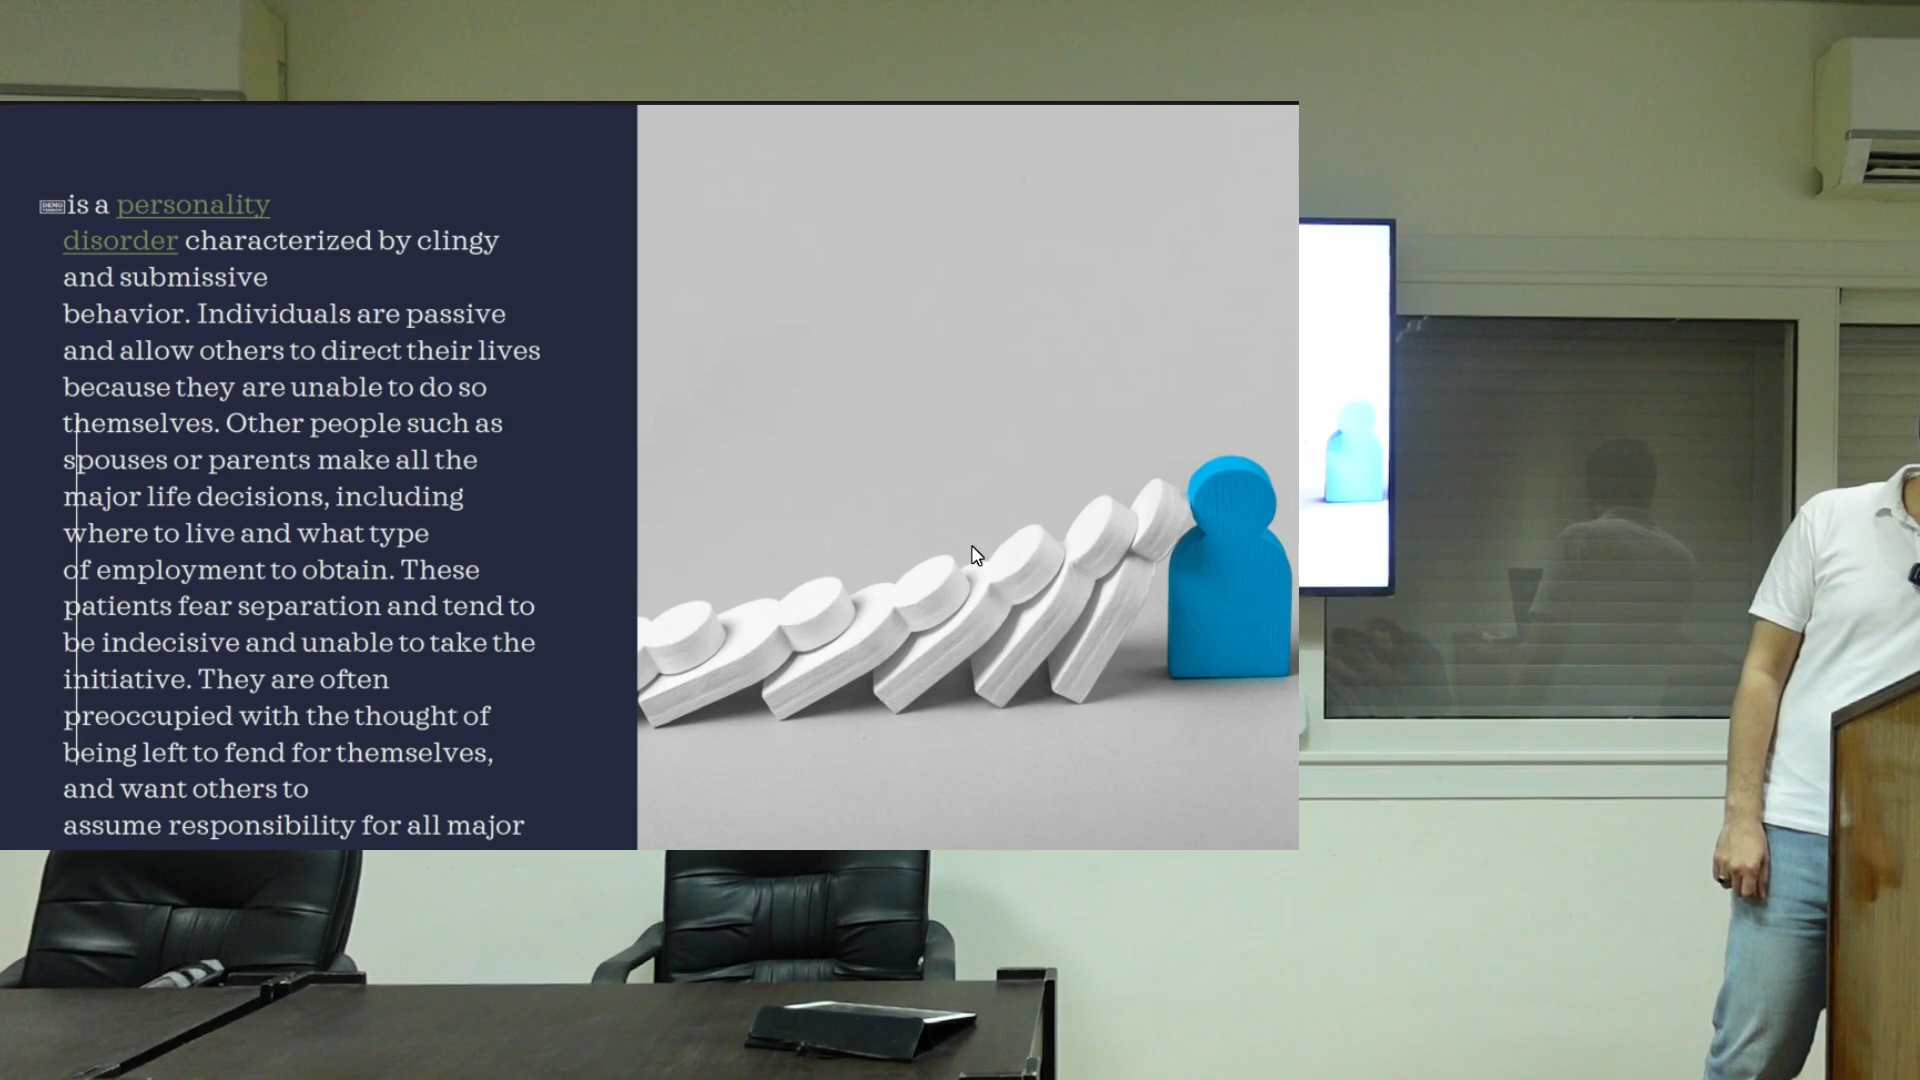 is a personality
disorder characterized by clingy
and submissive
behavior. Individuals are passive
and allow others to direct their lives
because they are unable to do so
themselves. Other people such as
spouses or parents make all the
major life decisions, including
where to live and what type
of employment to obtain. These
patients fear separation and tend to
be indecisive and unable to take the
initiative. They are often
preoccupied with the thought of
being left to fend for themselves,
and want others to
assume responsibility for all major